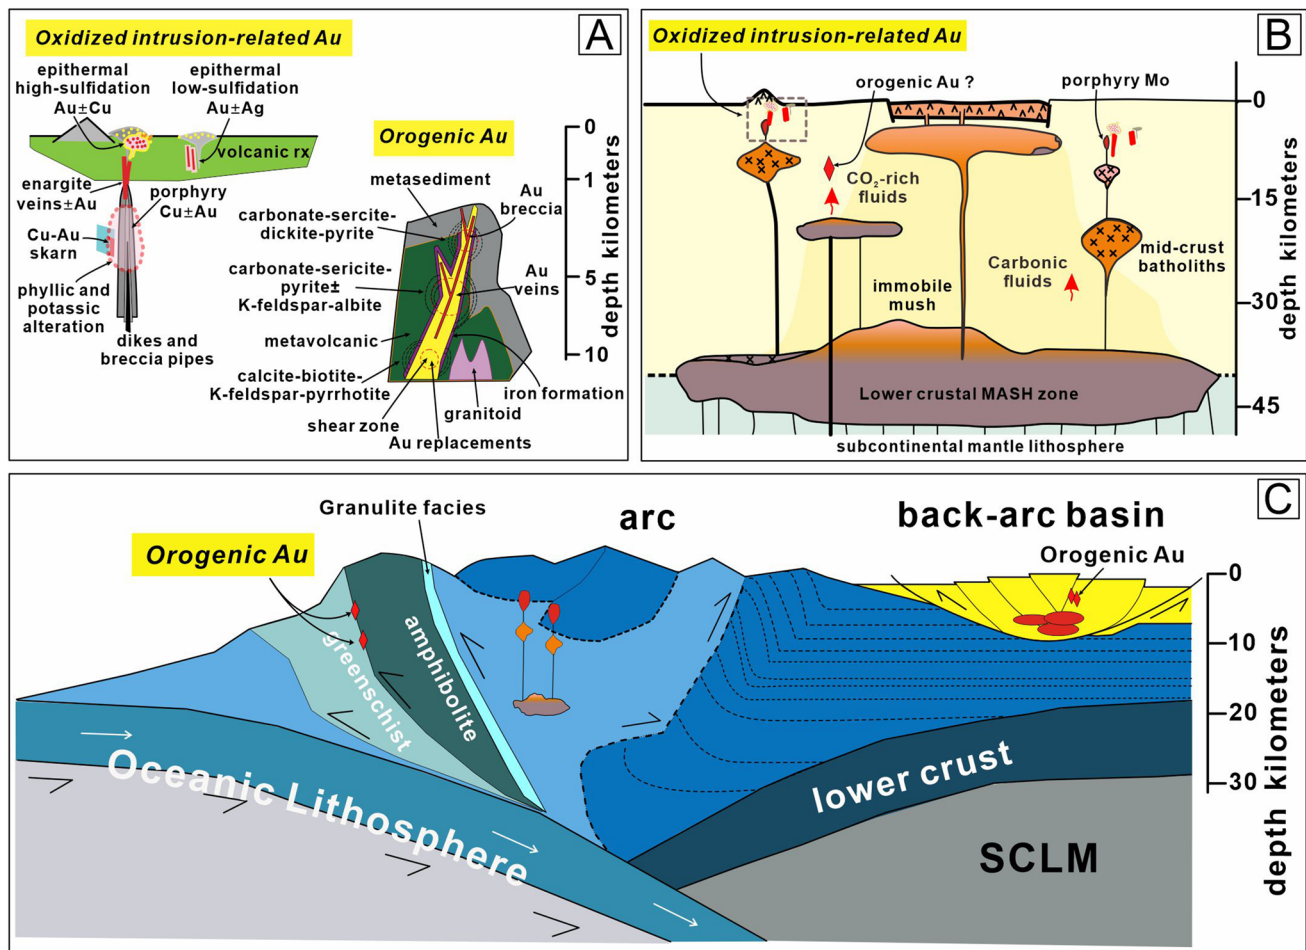 A
Oxidized intrusion-related Au
epithermal
high-sulfidation
Au±Cu
epithermal
low-sulfidation
Au±Ag
volcanic rx
enargite
veins±Au
porphyry
Cu±Au
Cu-Au
skarn
phyllic and
potassic
alteration
dikes and
breccia pipes
Orogenic Au
metasediment
Au
breccia
carbonate-sercite-
dickite-pyrite
carbonate-sericite-
pyrite±
K-feldspar-albite
Au
veins
metavolcanic
calcite-biotite-
K-feldspar-pyrrhotite
iron formation
granitoid
shear zone
Au replacements
0
1
5
10
depth kilometers
B
Oxidized intrusion-related Au
orogenic Au ?
porphyry Mo
CO₂-rich
fluids
mid-crust
batholiths
Carbonic
fluids
immobile
mush
Lower crustal MASH zone
subcontinental mantle lithosphere
0
15
30
45
depth kilometers
C
Granulite facies
arc
back-arc basin
Orogenic Au
Orogenic Au
greenschist
amphibolite
Oceanic Lithosphere
lower crust
SCLM
0
10
20
30
depth kilometers